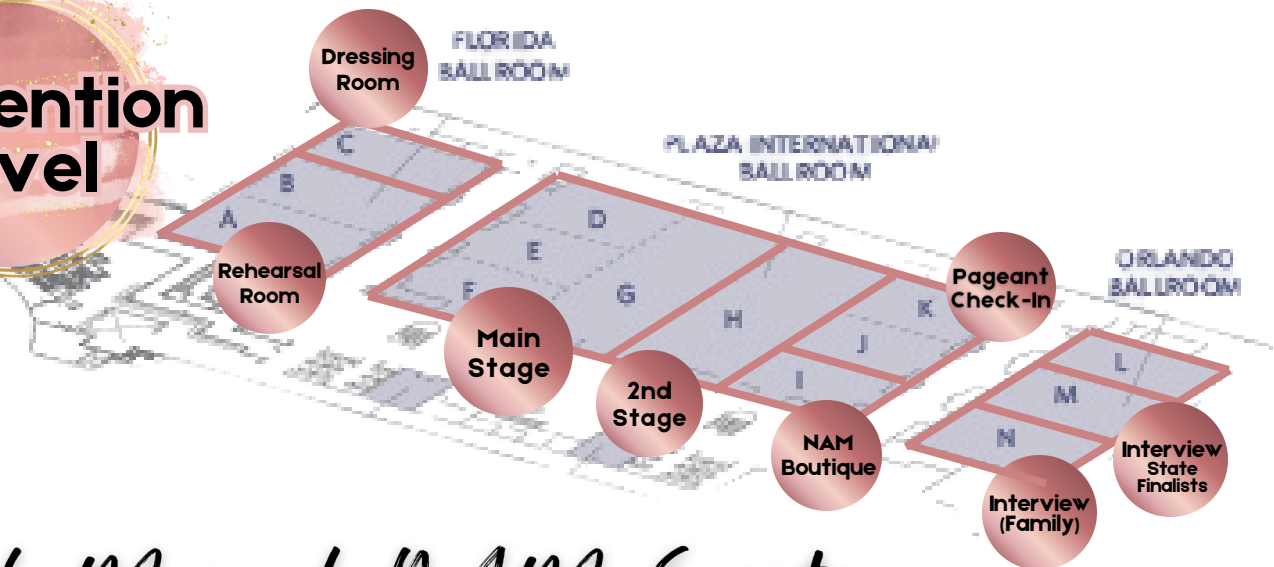 ention
vel
Dressing
Room
FLORIDA
BALLROOM
PLAZA INTERNATIONAL
BALLROOM
ORLANDO
BALLROOM
C
B
A
Rehearsal
Room
D
E
F
G
H
K
J
I
Pageant
Check-In
Main
Stage
2nd
Stage
NAM
Boutique
L
M
N
Interview
State
Finalists
Interview
(Family)